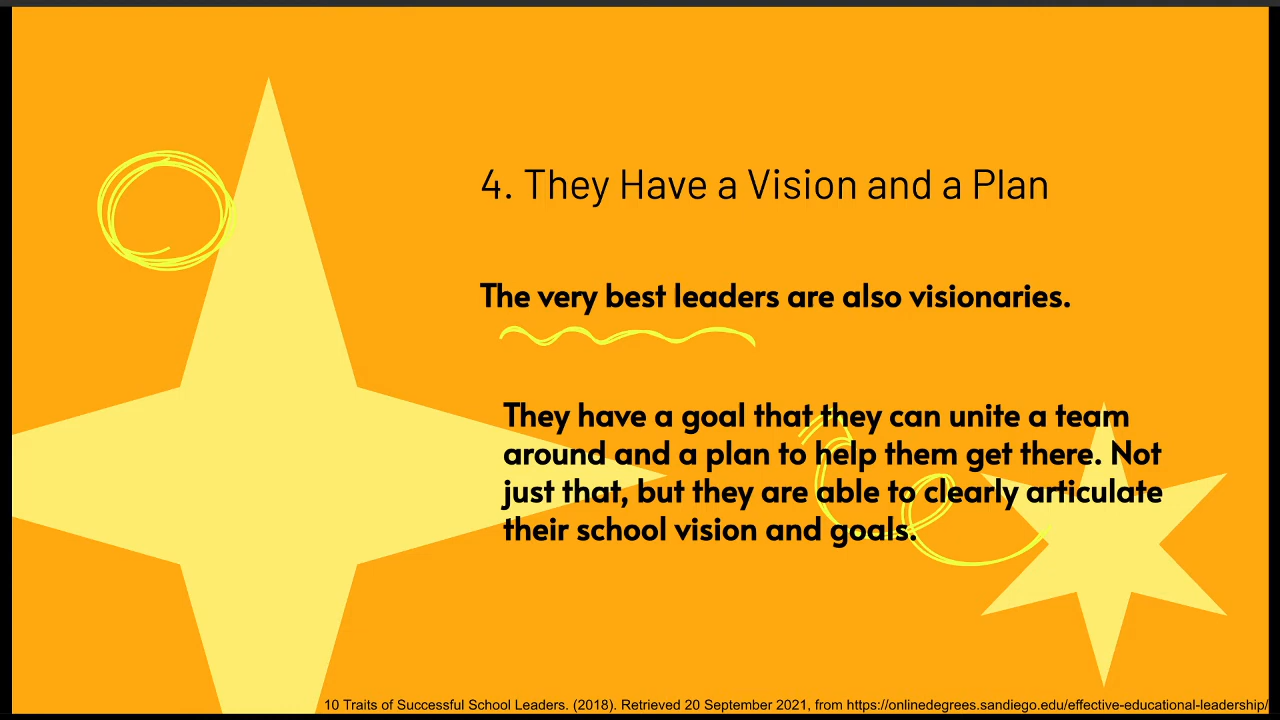 4. They Have a Vision and a Plan
The very best leaders are also visionaries.
They have a goal that they can unite a team
around and a plan to help them get there. Not
just that, but they are able to clearly articulate
their school vision and goals.
10 Traits of Successful School Leaders. (2018). Retrieved 20 September 2021, from https://onlinedegrees.sandiego.edu/effective-educational-leadership/